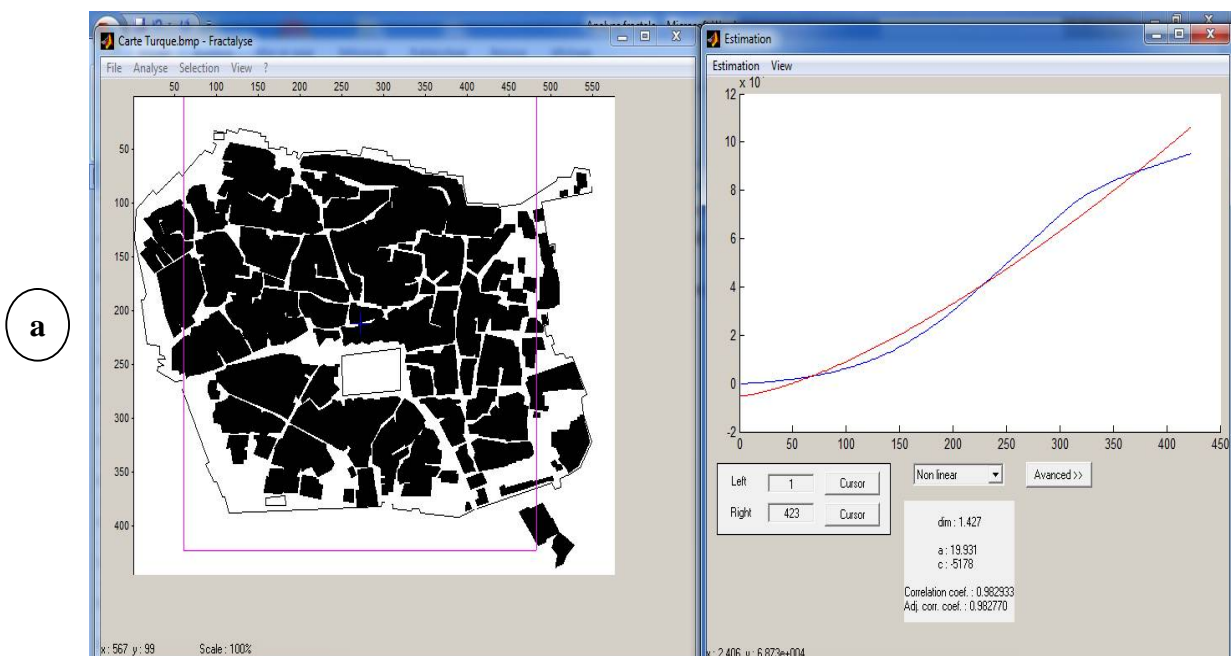 a
Carte Turque.bmp - Fractalyse
File Analyse Selection View ?
50 100 150 200 250 300 350 400 450 500 550
50
100
150
200
250
300
350
400
x : 567 y : 99 Scale : 100%
Estimation
Estimation View
x 10
12
10
8
6
4
2
0
-2
0 50 100 150 200 250 300 350 400 450
Left 1 Cursor
Right 423 Cursor
Non linear
Avanced >>
dim : 1.427
a : 19.931
c : -5178
Correlation coef. : 0.982933
Adj. corr. coef. : 0.982770
x : 2.406 y : 6.873e+004